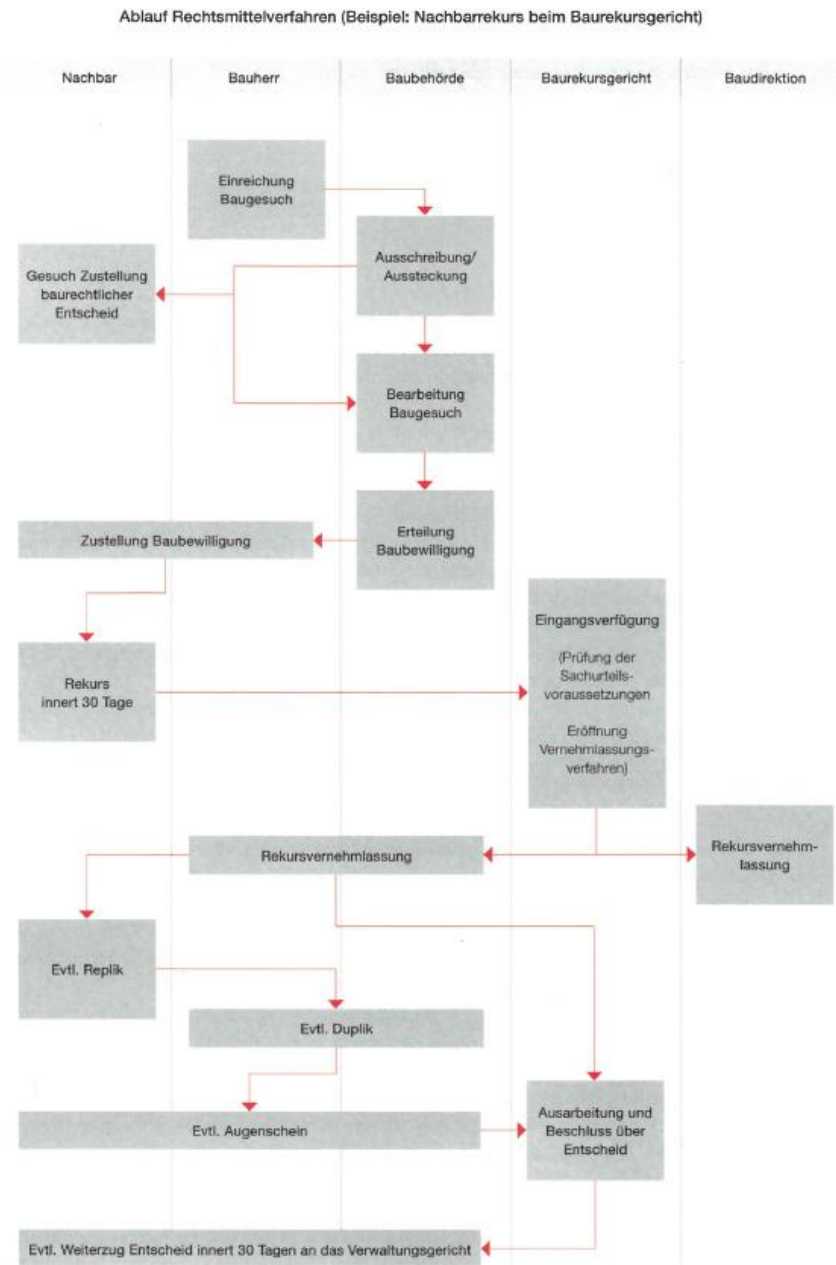 Ablauf Rechtsmittelverfahren (Beispiel: Nachbarrekurs beim Baurekursgericht)
Nachbar
Bauherr
Baubehörde
Baurekursgericht
Baudirektion
Einreichung
Baugesuch
Ausschreibung/
Aussteckung
Gesuch Zustellung
baurechtlicher
Entscheid
Bearbeitung
Baugesuch
Erteilung
Baubewilligung
Zustellung Baubewilligung
Eingangsverfügung
(Prüfung der
Sachurteils-
voraussetzungen
Eröffnung
Vernehmlassungs-
verfahren)
Rekurs
innert 30 Tage
Rekursvernehmlassung
Rekursvernehm-
lassung
Evtl. Replik
Evtl. Duplik
Evtl. Augenschein
Ausarbeitung und
Beschluss über
Entscheid
Evtl. Weiterzug Entscheid innert 30 Tagen an das Verwaltungsgericht